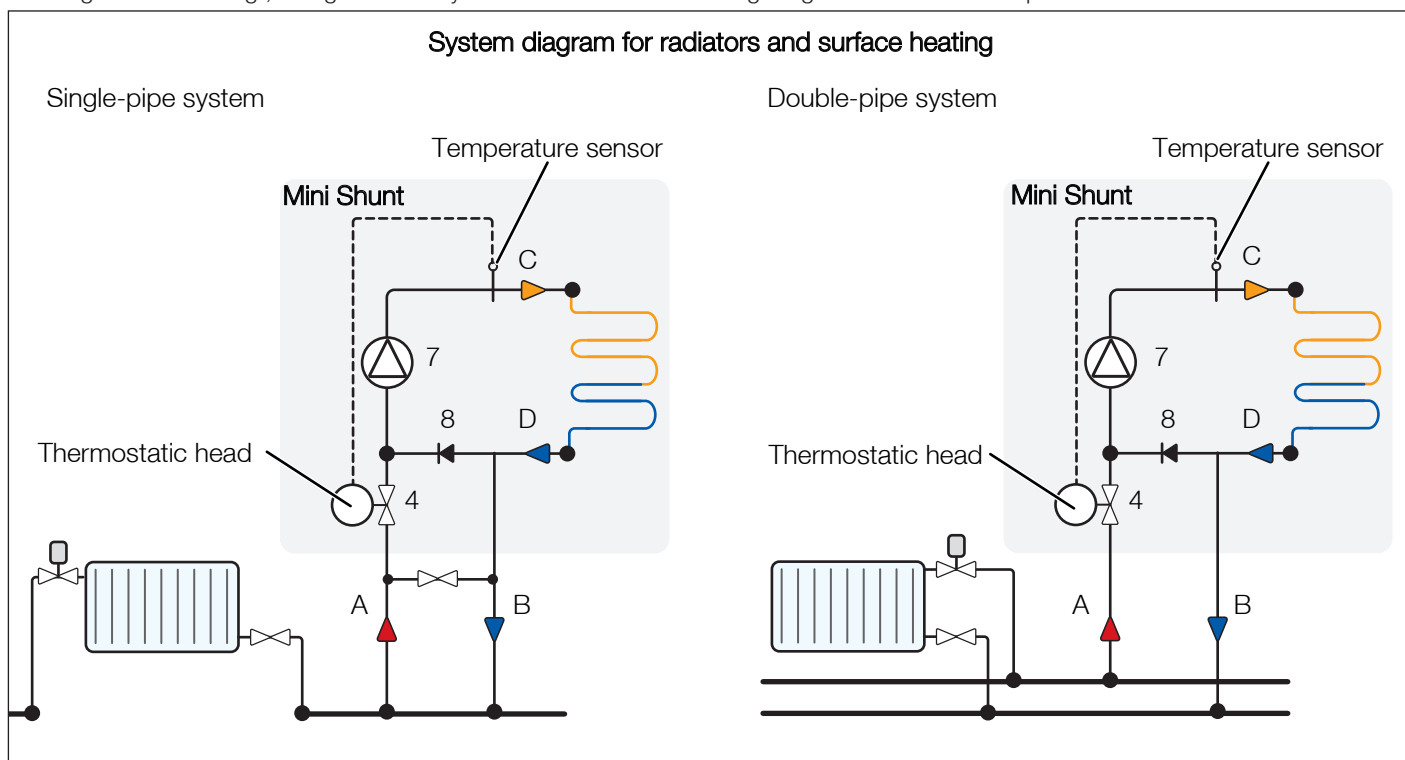 System diagram for radiators and surface heating
Single-pipe system
Temperature sensor
Mini Shunt
C
7
8
D
Thermostatic head
4
A
B
Double-pipe system
Temperature sensor
Mini Shunt
C
7
8
D
Thermostatic head
4
A
B